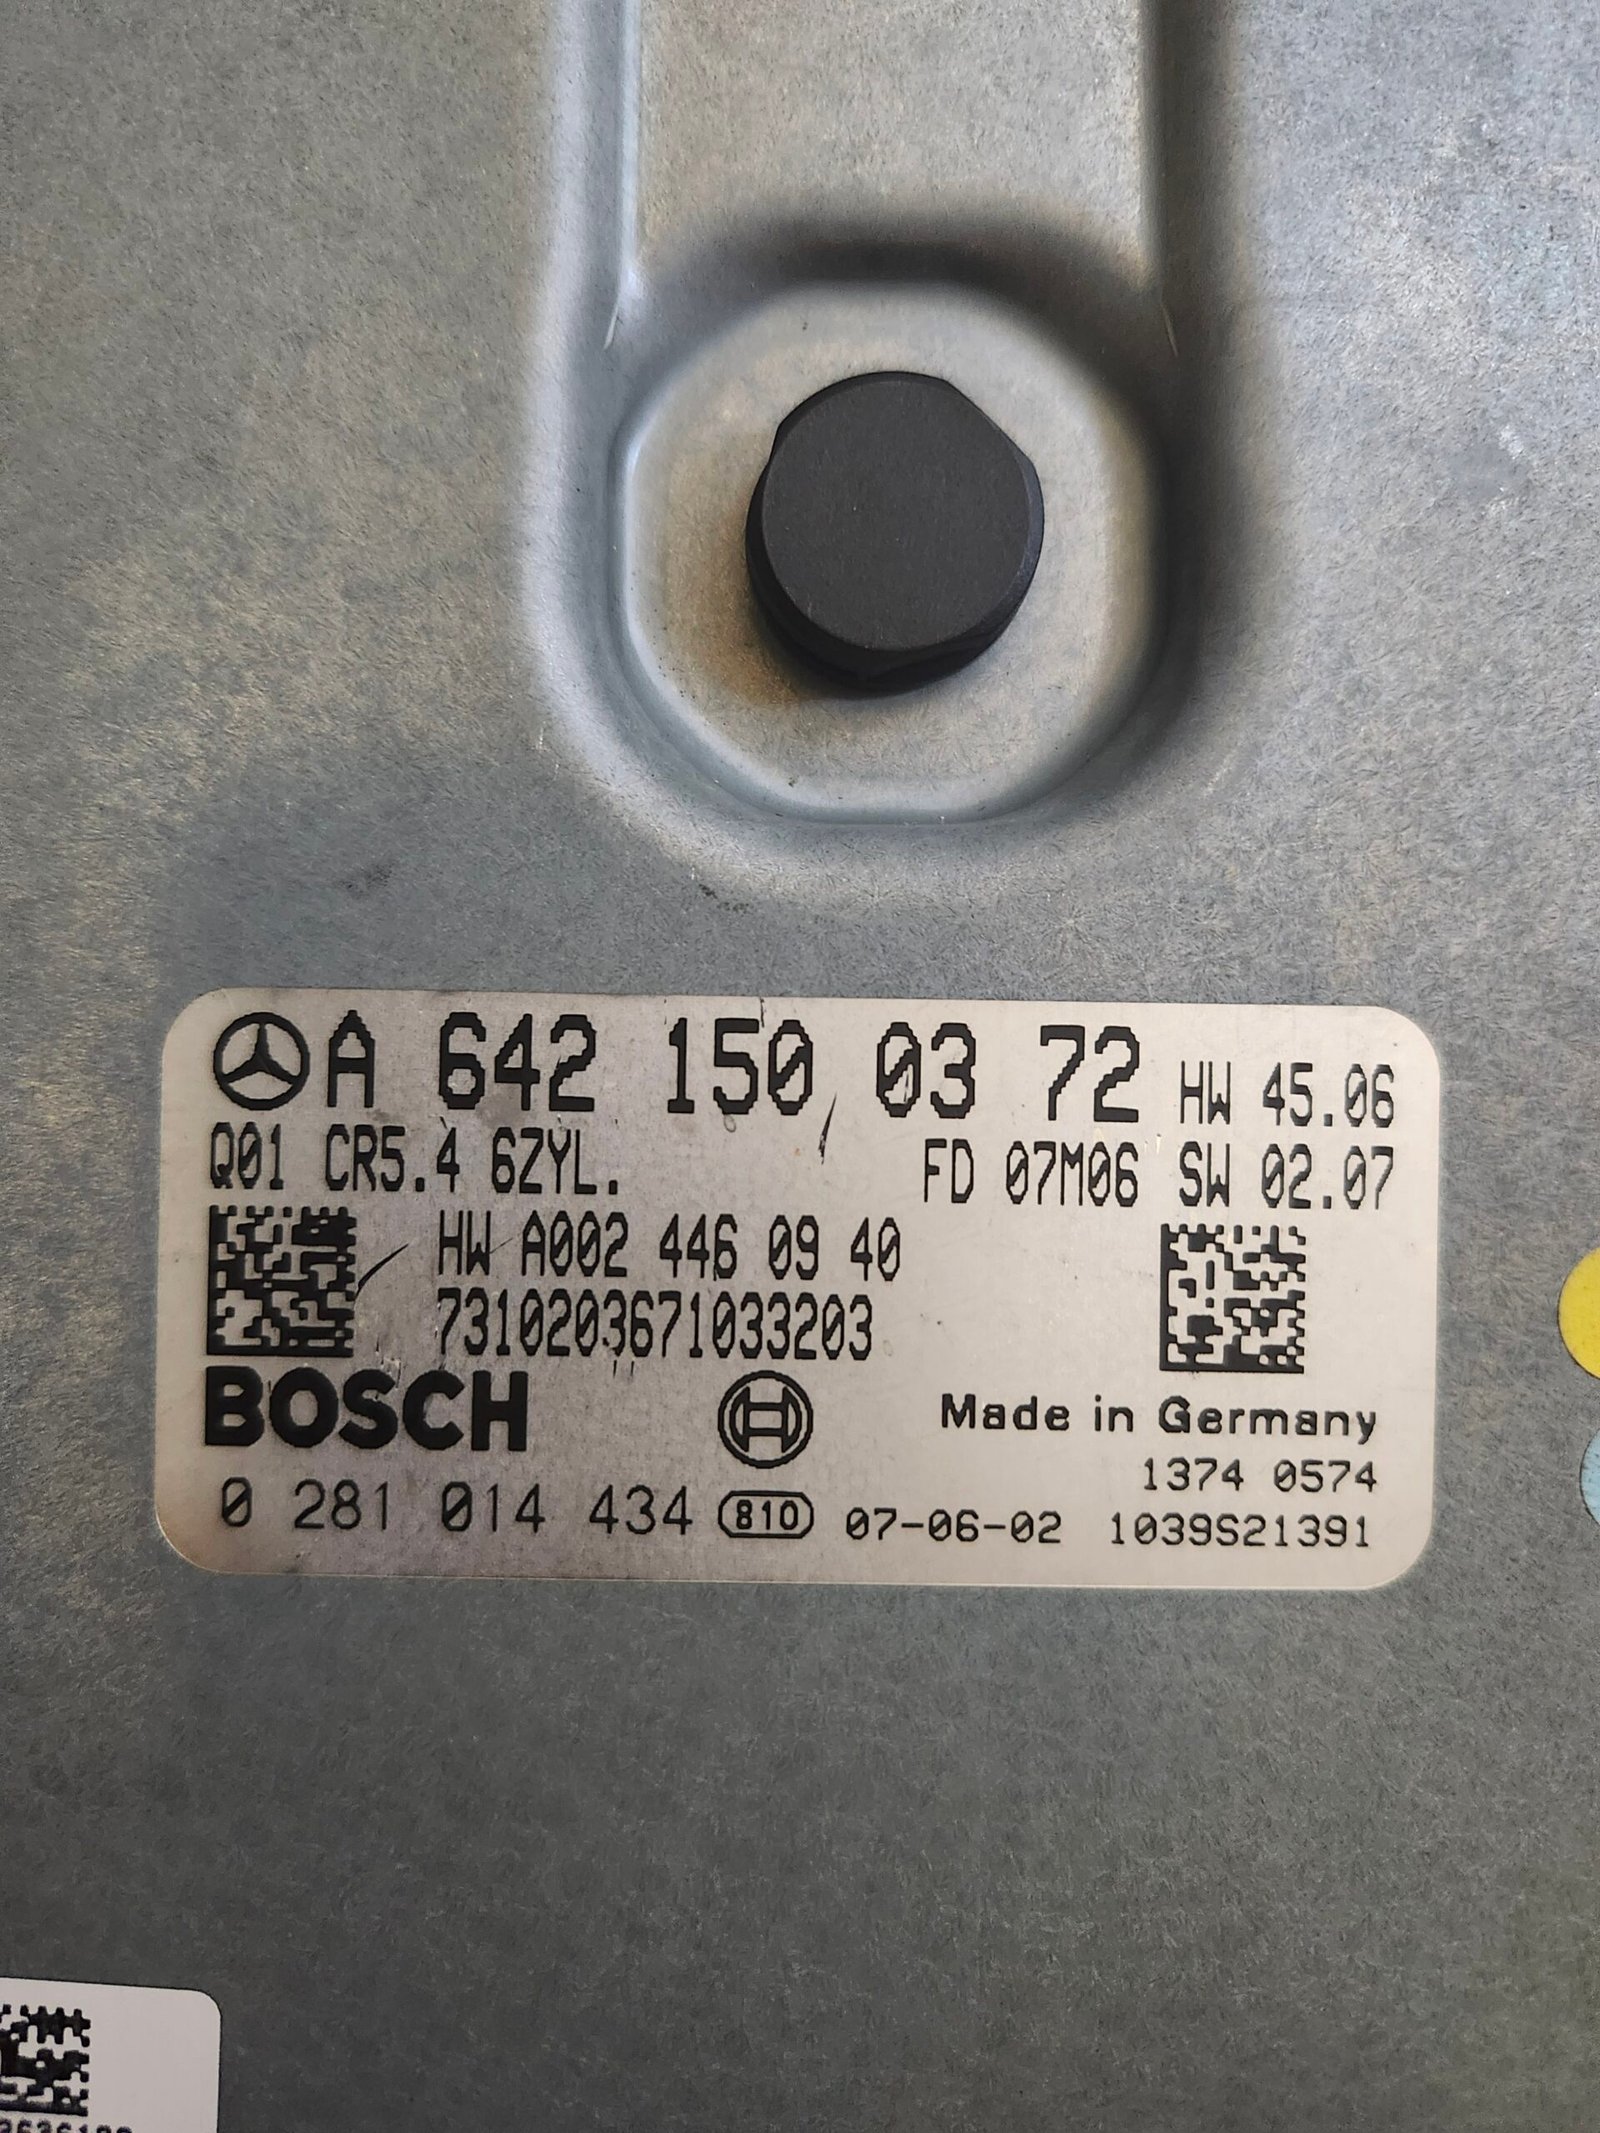 A 642 150 03 72 HW 45.06
Q01 CR5.4 6ZYL. FD 07M06 SW 02.07
HW A002 446 09 40
7310203671033203
BOSCH
Made in Germany
1374 0574
0 281 014 434 810 07-06-02 1039S21391